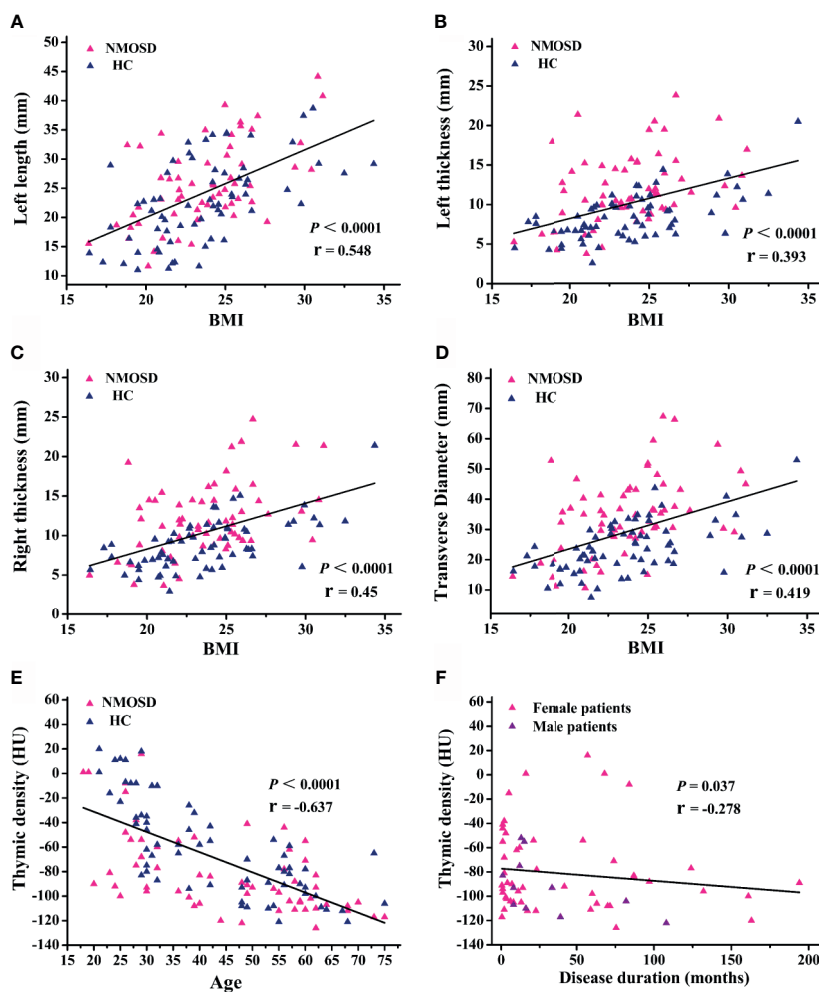 A
NMOSD
HC
Left length (mm)
50
45
40
35
30
25
20
15
10
P < 0.0001
r = 0.548
15 20 25 30 35
BMI
B
NMOSD
HC
Left thickness (mm)
30
25
20
15
10
5
0
P < 0.0001
r = 0.393
15 20 25 30 35
BMI
C
NMOSD
HC
Right thickness (mm)
30
25
20
15
10
5
0
P < 0.0001
r = 0.45
15 20 25 30 35
BMI
D
NMOSD
HC
Transverse Diameter (mm)
80
70
60
50
40
30
20
10
P < 0.0001
r = 0.419
15 20 25 30 35
BMI
E
NMOSD
HC
Thymic density (HU)
60
40
20
0
-20
-40
-60
-80
-100
-120
-140
P < 0.0001
r = -0.637
15 20 25 30 35 40 45 50 55 60 65 70 75
Age
F
Female patients
Male patients
Thymic density (HU)
60
40
20
0
-20
-40
-60
-80
-100
-120
-140
P = 0.037
r = -0.278
0 50 100 150 200
Disease duration (months)